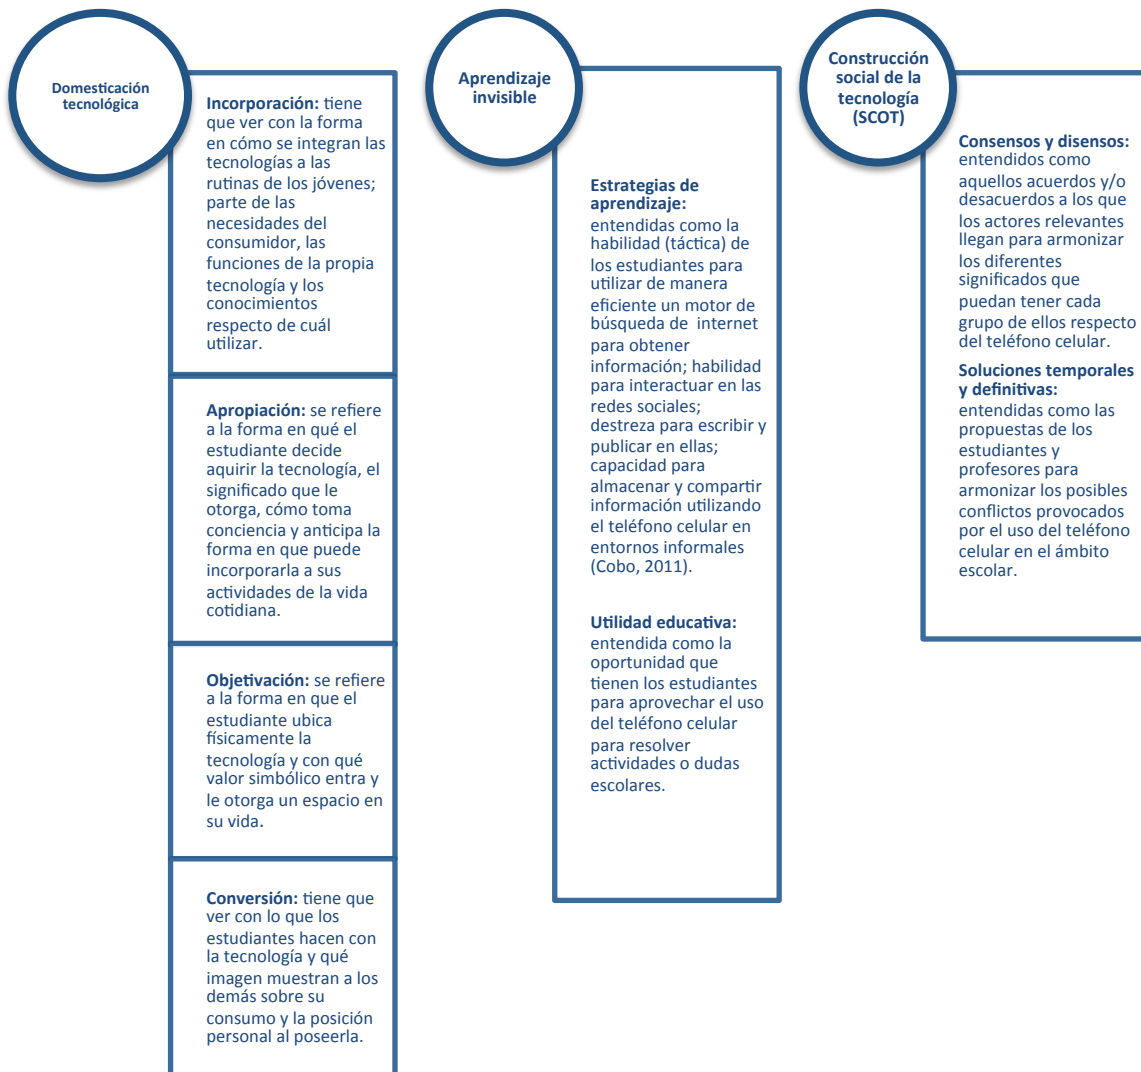 Domesticación
tecnológica
Incorporación: tiene
que ver con la forma
en cómo se integran las
tecnologías a las
rutinas de los jóvenes;
parte de las
necesidades del
consumidor, las
funciones de la propia
tecnología y los
conocimientos
respecto de cuál
utilizar.
Apropiación: se refiere
a la forma en qué el
estudiante decide
aquirir la tecnología, el
significado que le
otorga, cómo toma
conciencia y anticipa la
forma en que puede
incorporarla a sus
actividades de la vida
cotidiana.
Objetivación: se refiere
a la forma en que el
estudiante ubica
físicamente la
tecnología y con qué
valor simbólico entra y
le otorga un espacio en
su vida.
Conversión: tiene que
ver con lo que los
estudiantes hacen con
la tecnología y qué
imagen muestran a los
demás sobre su
consumo y la posición
personal al poseerla.
Aprendizaje
invisible
Estrategias de
aprendizaje:
entendidas como la
habilidad (táctica) de
los estudiantes para
utilizar de manera
eficiente un motor de
búsqueda de internet
para obtener
información; habilidad
para interactuar en las
redes sociales;
destreza para escribir y
publicar en ellas;
capacidad para
almacenar y compartir
información utilizando
el teléfono celular en
entornos informales
(Cobo, 2011).
Utilidad educativa:
entendida como la
oportunidad que
tienen los estudiantes
para aprovechar el uso
del teléfono celular
para resolver
actividades o dudas
escolares.
Construcción
social de la
tecnología
(SCOT)
Consensos y disensos:
entendidos como
aquellos acuerdos y/o
desacuerdos a los que
los actores relevantes
llegan para armonizar
los diferentes
significados que
puedan tener cada
grupo de ellos respecto
del teléfono celular.
Soluciones temporales
y definitivas:
entendidas como las
propuestas de los
estudiantes y
profesores para
armonizar los posibles
conflictos provocados
por el uso del teléfono
celular en el ámbito
escolar.